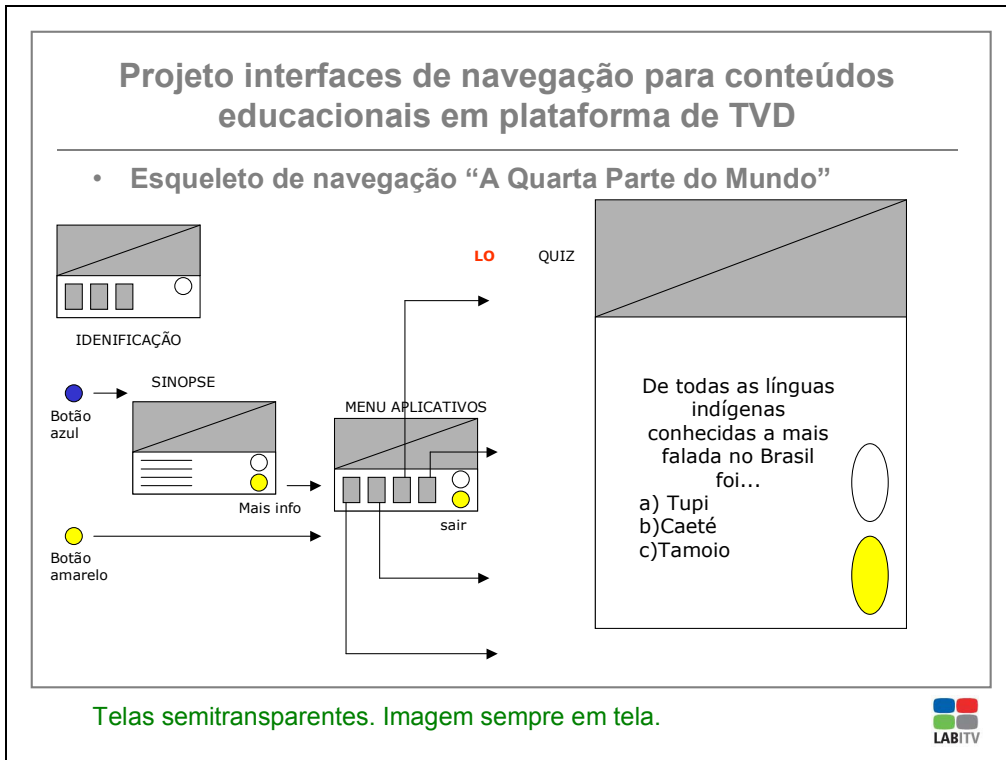 Projeto interfaces de navegação para conteúdos
educacionais em plataforma de TVD
• Esqueleto de navegação “A Quarta Parte do Mundo”
LO
QUIZ
IDENIFICAÇÃO
SINOPSE
Botão
azul
MENU APLICATIVOS
Mais info
sair
Botão
amarelo
De todas as línguas
indígenas
conhecidas a mais
falada no Brasil
foi...
a) Tupi
b)Caeté
c)Tamoio
Telas semitransparentes. Imagem sempre em tela.
LABITV